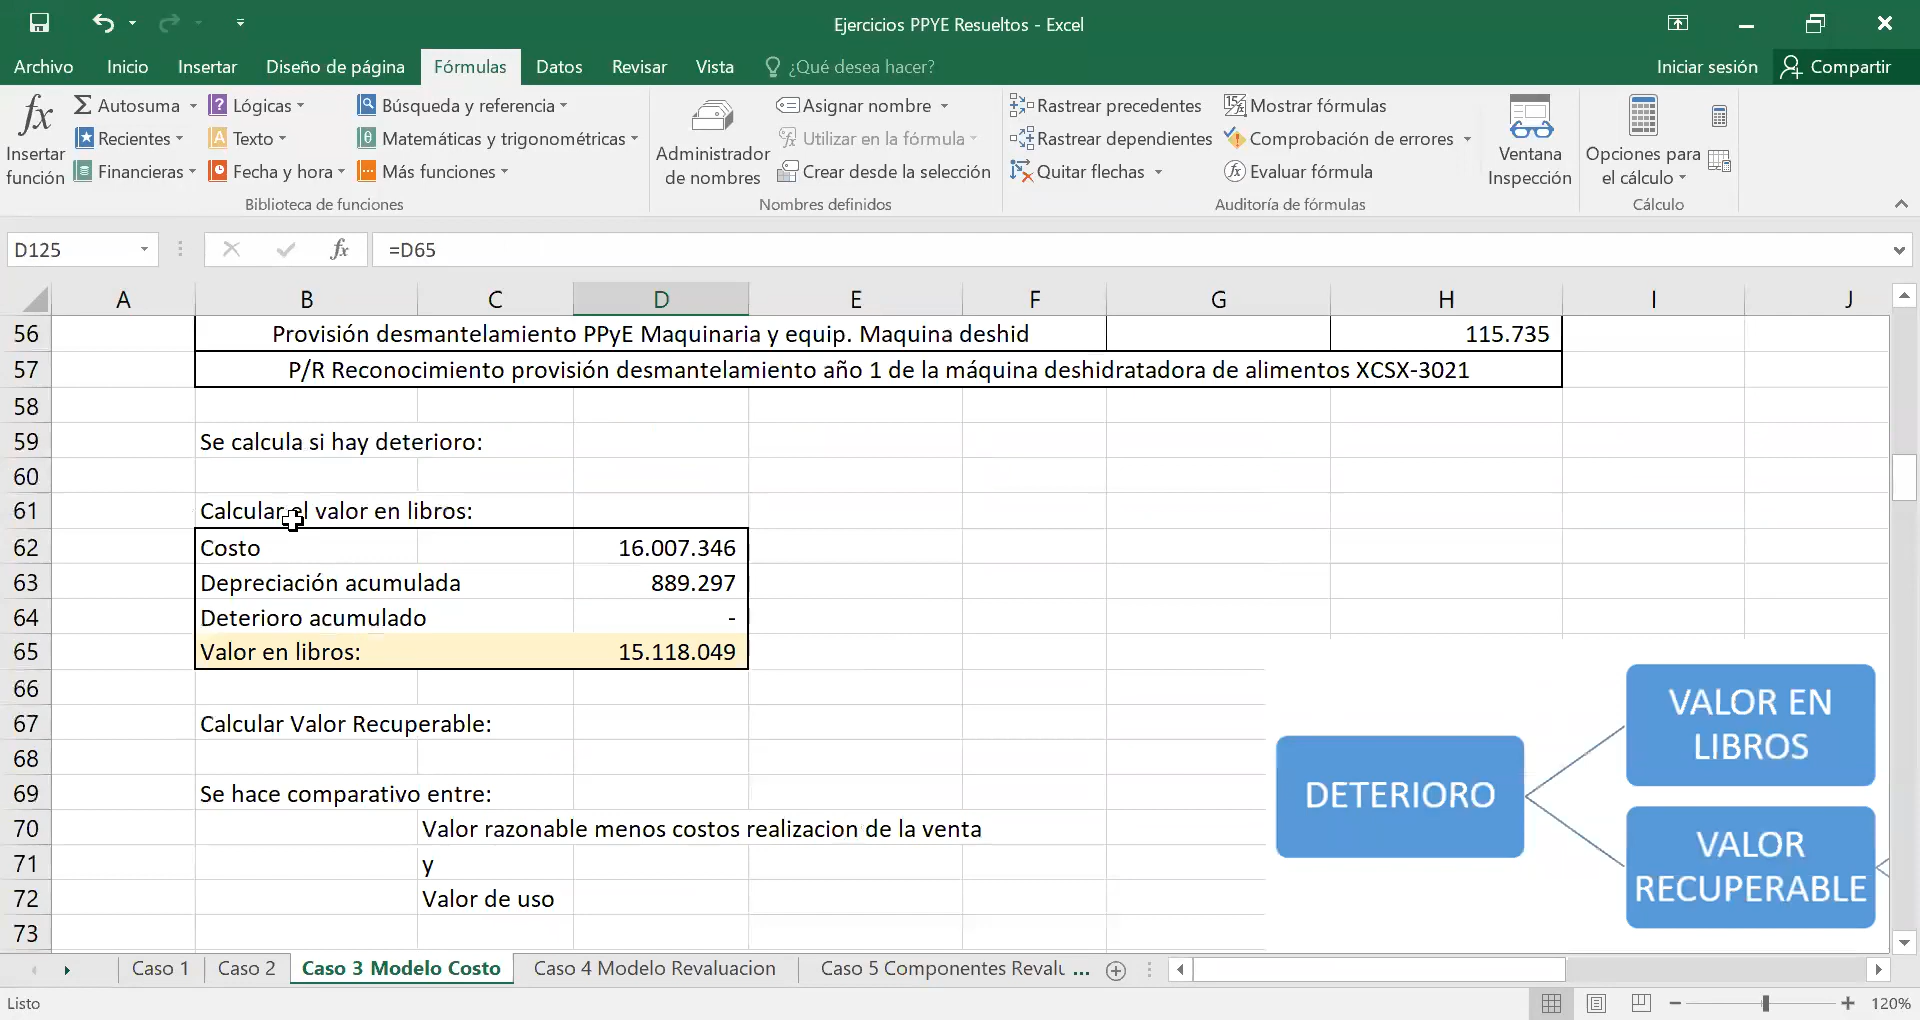 Ejercicios PPYE Resueltos - Excel
Archivo Inicio Insertar Diseño de página Fórmulas Datos Revisar Vista ¿Qué desea hacer? Iniciar sesión Compartir
fx Insertar función
Autosuma
Recientes
Financieras
Lógicas
Texto
Fecha y hora
Búsqueda y referencia
Matemáticas y trigonométricas
Más funciones
Biblioteca de funciones
Administrador de nombres
Asignar nombre
Utilizar en la fórmula
Crear desde la selección
Nombres definidos
Rastrear precedentes
Rastrear dependientes
Quitar flechas
Mostrar fórmulas
Comprobación de errores
Evaluar fórmula
Auditoría de fórmulas
Ventana Inspección
Opciones para el cálculo
Cálculo
D125 fx =D65
A B C D E F G H I J
56 Provisión desmantelamiento PPyE Maquinaria y equip. Maquina deshid 115.735
57 P/R Reconocimiento provisión desmantelamiento año 1 de la máquina deshidratadora de alimentos XCSX-3021
58
59 Se calcula si hay deterioro:
60
61 Calcular el valor en libros:
62 Costo 16.007.346
63 Depreciación acumulada 889.297
64 Deterioro acumulado -
65 Valor en libros: 15.118.049
66
67 Calcular Valor Recuperable:
68
69 Se hace comparativo entre:
70 Valor razonable menos costos realizacion de la venta
71 y
72 Valor de uso
73
DETERIORO
VALOR EN
LIBROS
VALOR
RECUPERABLE
Caso 1 Caso 2 Caso 3 Modelo Costo Caso 4 Modelo Revaluacion Caso 5 Componentes Revalu ...
Listo 120%